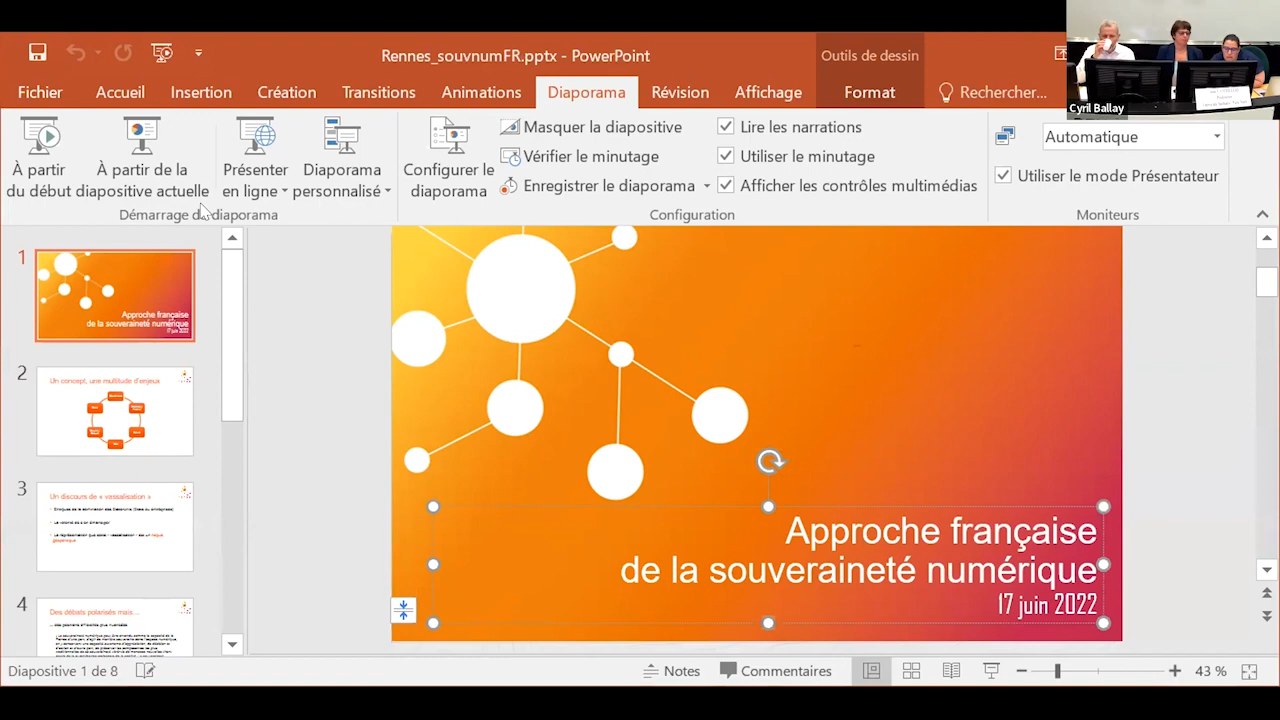 Rennes_souvnumFR.pptx - PowerPoint
Outils de dessin
Fichier
Accueil
Insertion
Création
Transitions
Animations
Diaporama
Révision
Affichage
Format
Rechercher...
Cyril Ballay
À partir
du début
À partir de la
diapositive actuelle
Présenter
en ligne
Diaporama
personnalisé
Démarrage du diaporama
Configurer le
diaporama
Masquer la diapositive
Vérifier le minutage
Enregistrer le diaporama
Lire les narrations
Utiliser le minutage
Afficher les contrôles multimédias
Configuration
Automatique
Utiliser le mode Présentateur
Moniteurs
1
Approche française
de la souveraineté numérique
17 juin 2022
2
Un concept, une multitude d'enjeux
3
Un discours de « vassalisation »
4
Des débats polarisés mais...
Approche française
de la souveraineté numérique
17 juin 2022
Diapositive 1 de 8
Notes
Commentaires
43 %